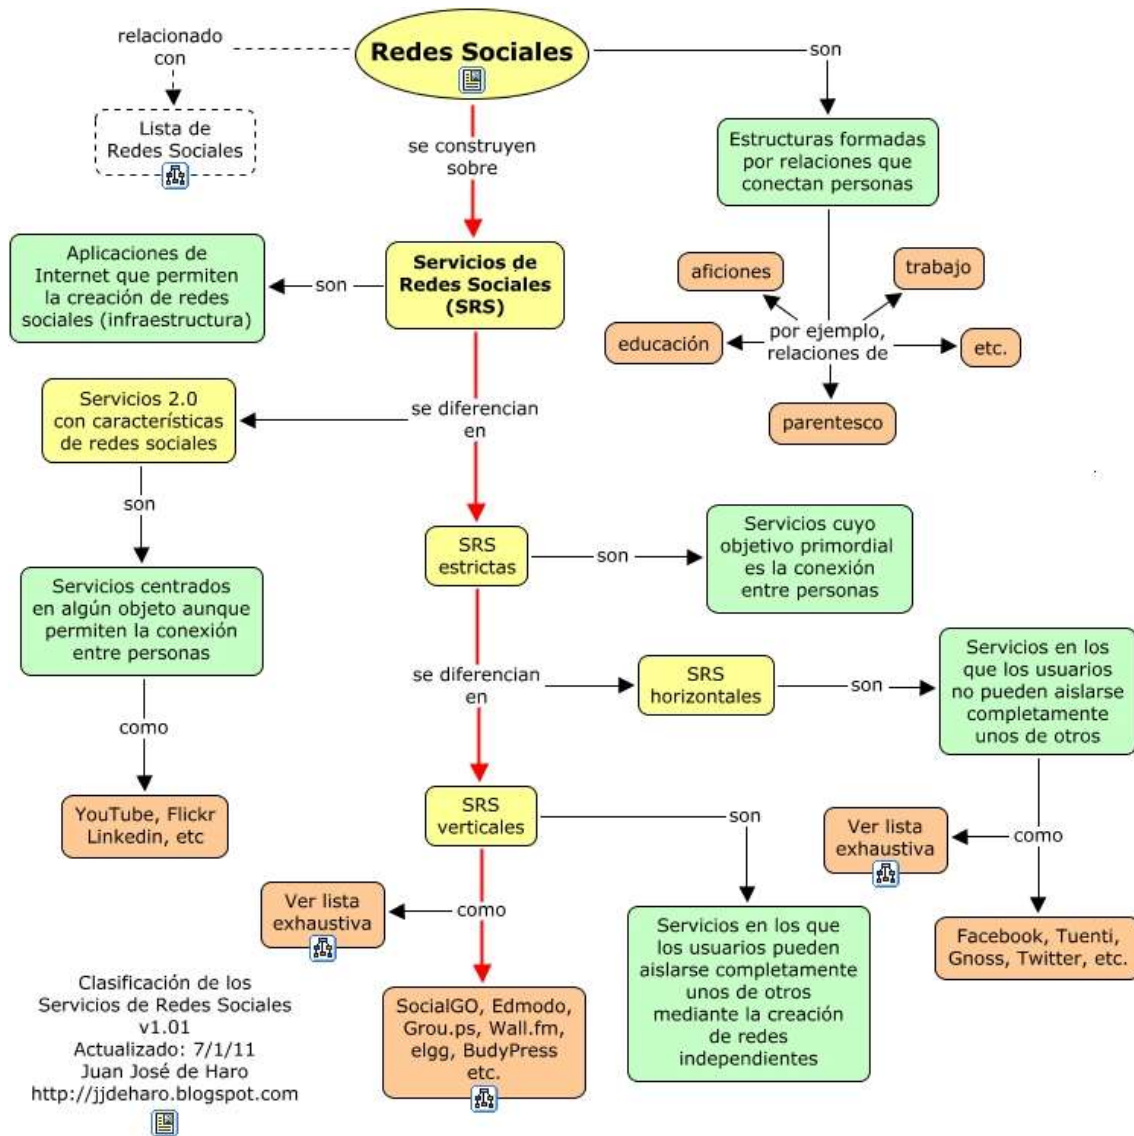 Redes Sociales
relacionado
con
Lista de
Redes Sociales
se construyen
sobre
son
Estructuras formadas
por relaciones que
conectan personas
por ejemplo,
relaciones de
aficiones
trabajo
educación
etc.
parentesco
Servicios de
Redes Sociales
(SRS)
son
Aplicaciones de
Internet que permiten
la creación de redes
sociales (infraestructura)
se diferencian
en
Servicios 2.0
con características
de redes sociales
son
Servicios centrados
en algún objeto aunque
permiten la conexión
entre personas
como
YouTube, Flickr
Linkedin, etc
SRS
estrictas
son
Servicios cuyo
objetivo primordial
es la conexión
entre personas
se diferencian
en
SRS
horizontales
son
Servicios en los
que los usuarios
no pueden aislarse
completamente
unos de otros
como
Ver lista
exhaustiva
Facebook, Tuenti,
Gnoss, Twitter, etc.
SRS
verticales
son
Servicios en los que
los usuarios pueden
aislarse completamente
unos de otros
mediante la creación
de redes
independientes
como
Ver lista
exhaustiva
SocialGO, Edmodo,
Grou.ps, Wall.fm,
elgg, BudyPress
etc.
Clasificación de los
Servicios de Redes Sociales
v1.01
Actualizado: 7/1/11
Juan José de Haro
http://jjdeharo.blogspot.com